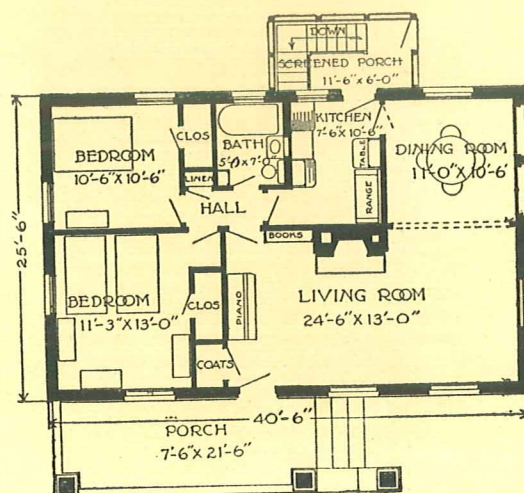 DOWN
SCREENED PORCH
11'-6"X 6'-0"
CLOS
BATH
5'-0"X 7'-0"
KITCHEN
7'-6"X 10'-6"
TABLE
RANGE
DINING ROOM
11'-0"X 10'-6"
BEDROOM
10'-6"X 10'-6"
LINEN
HALL
25'-6"
BOOKS
BEDROOM
11'-3"X 13'-0"
CLOS
PIANO
LIVING ROOM
24'-6"X 13'-0"
COATS
40'-6"
PORCH
7'-6"X 21'-6"